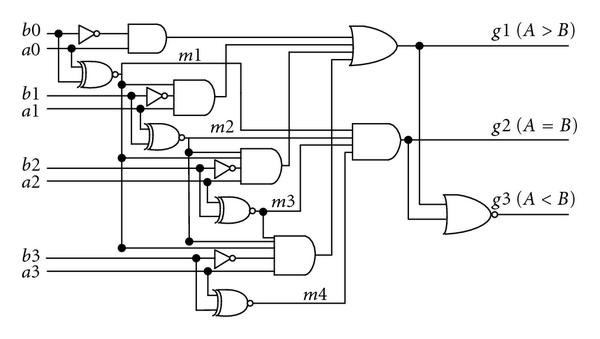 b0
a0
m1
g1 (A > B)
b1
a1
m2
g2 (A = B)
b2
a2
m3
g3 (A < B)
b3
a3
m4